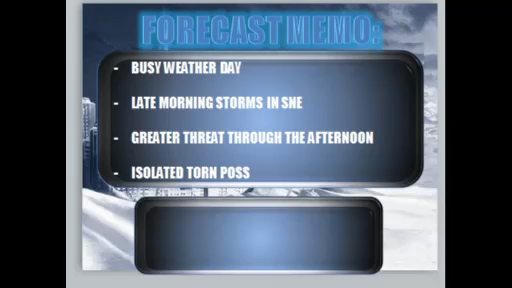 FORECAST MEMO:
- BUSY WEATHER DAY
- LATE MORNING STORMS IN SNE
- GREATER THREAT THROUGH THE AFTERNOON
- ISOLATED TORN POSS